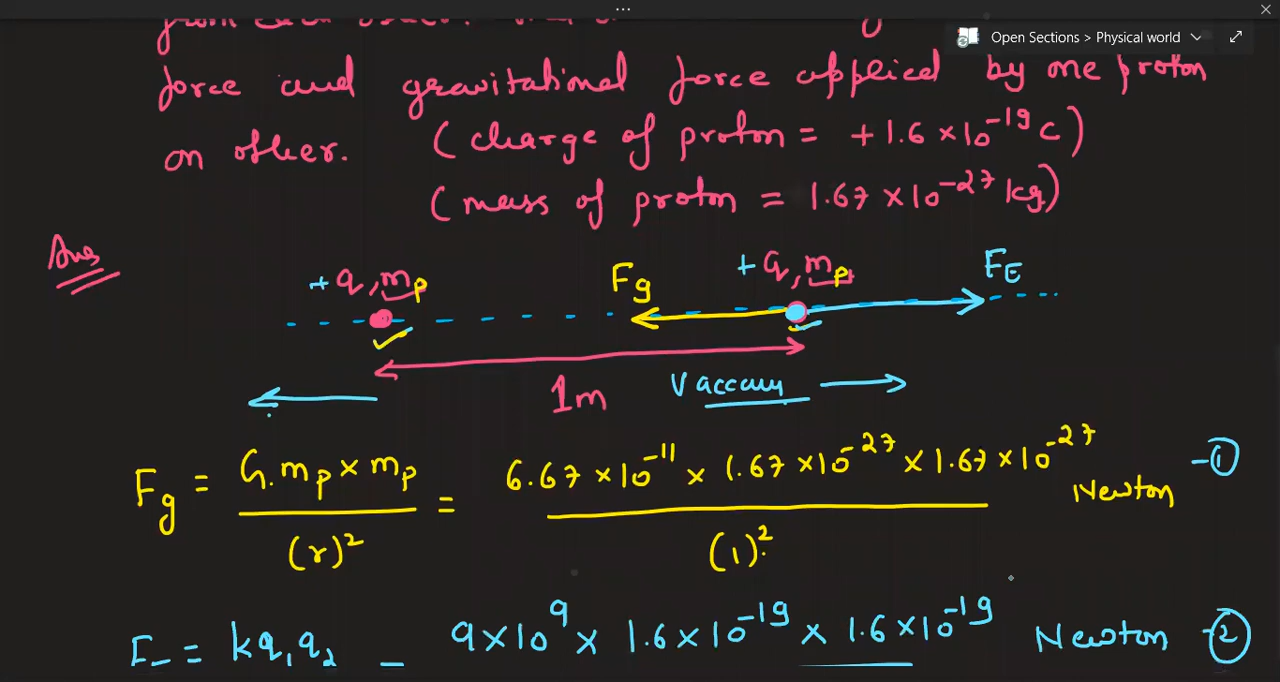 Open Sections > Physical world
force and gravitational force applied by one proton
on other. (charge of proton = +1.6 × 10⁻¹⁹ C)
(mass of proton = 1.67 × 10⁻²⁷ kg)
Ans
+q, mp Fg +q, mp FE
1m Vaccum
Fg = G.mp × mp / (r)² = 6.67 × 10⁻¹¹ × 1.67 × 10⁻²⁷ × 1.67 × 10⁻²⁷ / (1)² Newton -①
= kq₁q₂ = 9 × 10⁹ × 1.6 × 10⁻¹⁹ × 1.6 × 10⁻¹⁹ Newton -②